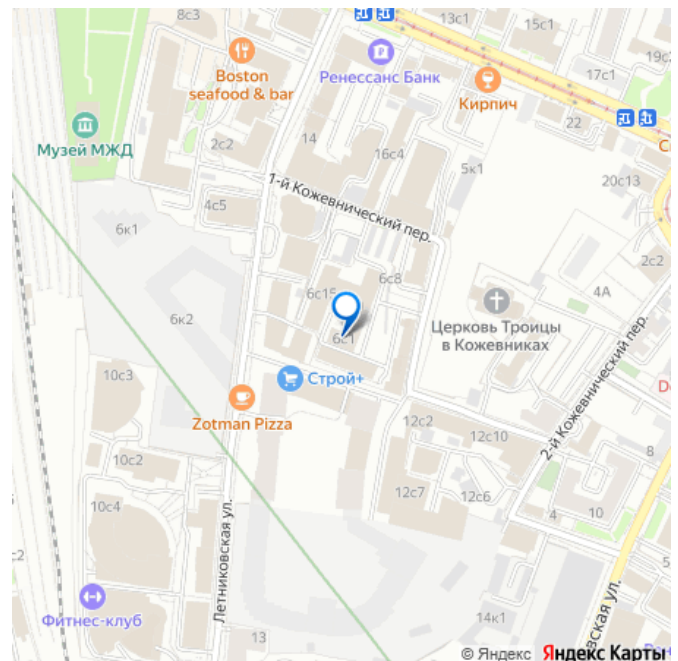 8с3
13с1
15с1
19с2
17с1
Boston
seafood & bar
Ренессанс Банк
Кирпич
22
Музей МЖД
2с2
14
16с4
5к1
20с13
1-й Кожевнический пер.
4с5
6к1
2с2
4А
6с15
6с8
6к2
6с1
Церковь Троицы
в Кожевниках
2-й Кожевнический пер.
10с3
Строй+
Zotman Pizza
12с2
12с10
8
10с2
12с7
12с6
10с4
4
10
Летниковская ул.
с2
Фитнес-клуб
13
14к1
вская ул.
© Яндекс Яндекс Карты